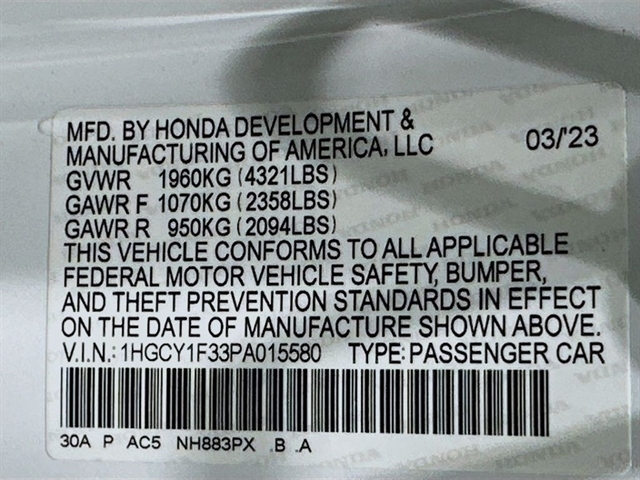 MFD. BY HONDA DEVELOPMENT &
MANUFACTURING OF AMERICA, LLC 03/'23
GVWR 1960KG (4321LBS)
GAWR F 1070KG (2358LBS)
GAWR R 950KG (2094LBS)
THIS VEHICLE CONFORMS TO ALL APPLICABLE
FEDERAL MOTOR VEHICLE SAFETY, BUMPER,
AND THEFT PREVENTION STANDARDS IN EFFECT
ON THE DATE OF MANUFACTURE SHOWN ABOVE.
V.I.N.: 1HGCY1F33PA015580 TYPE: PASSENGER CAR
30A P AC5 NH883PX .B .A